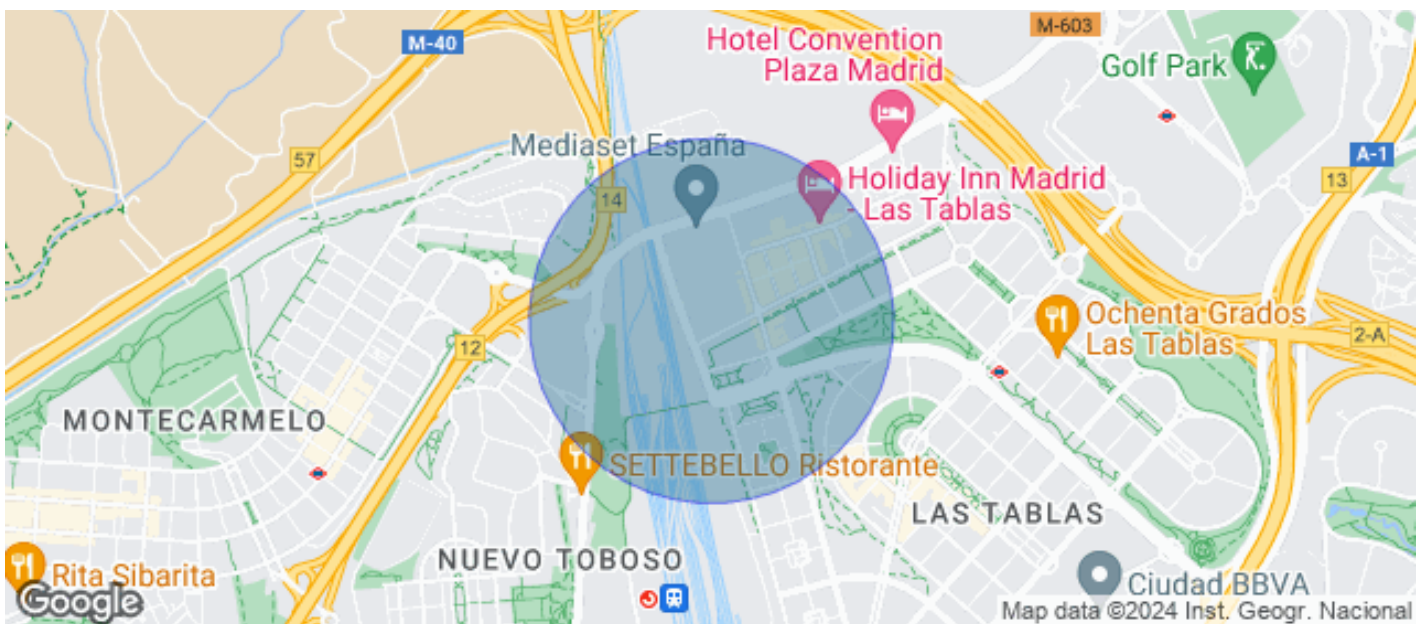 M-40
Hotel Convention
Plaza Madrid
M-603
Golf Park
Mediaset España
57
A-1
13
14
Holiday Inn Madrid
- Las Tablas
Ochenta Grados
Las Tablas
2-A
12
MONTECARMELO
SETTEBELLO Ristorante
LAS TABLAS
NUEVO TOBOSO
Rita Sibarita
Ciudad BBVA
Google
Map data ©2024 Inst. Geogr. Nacional